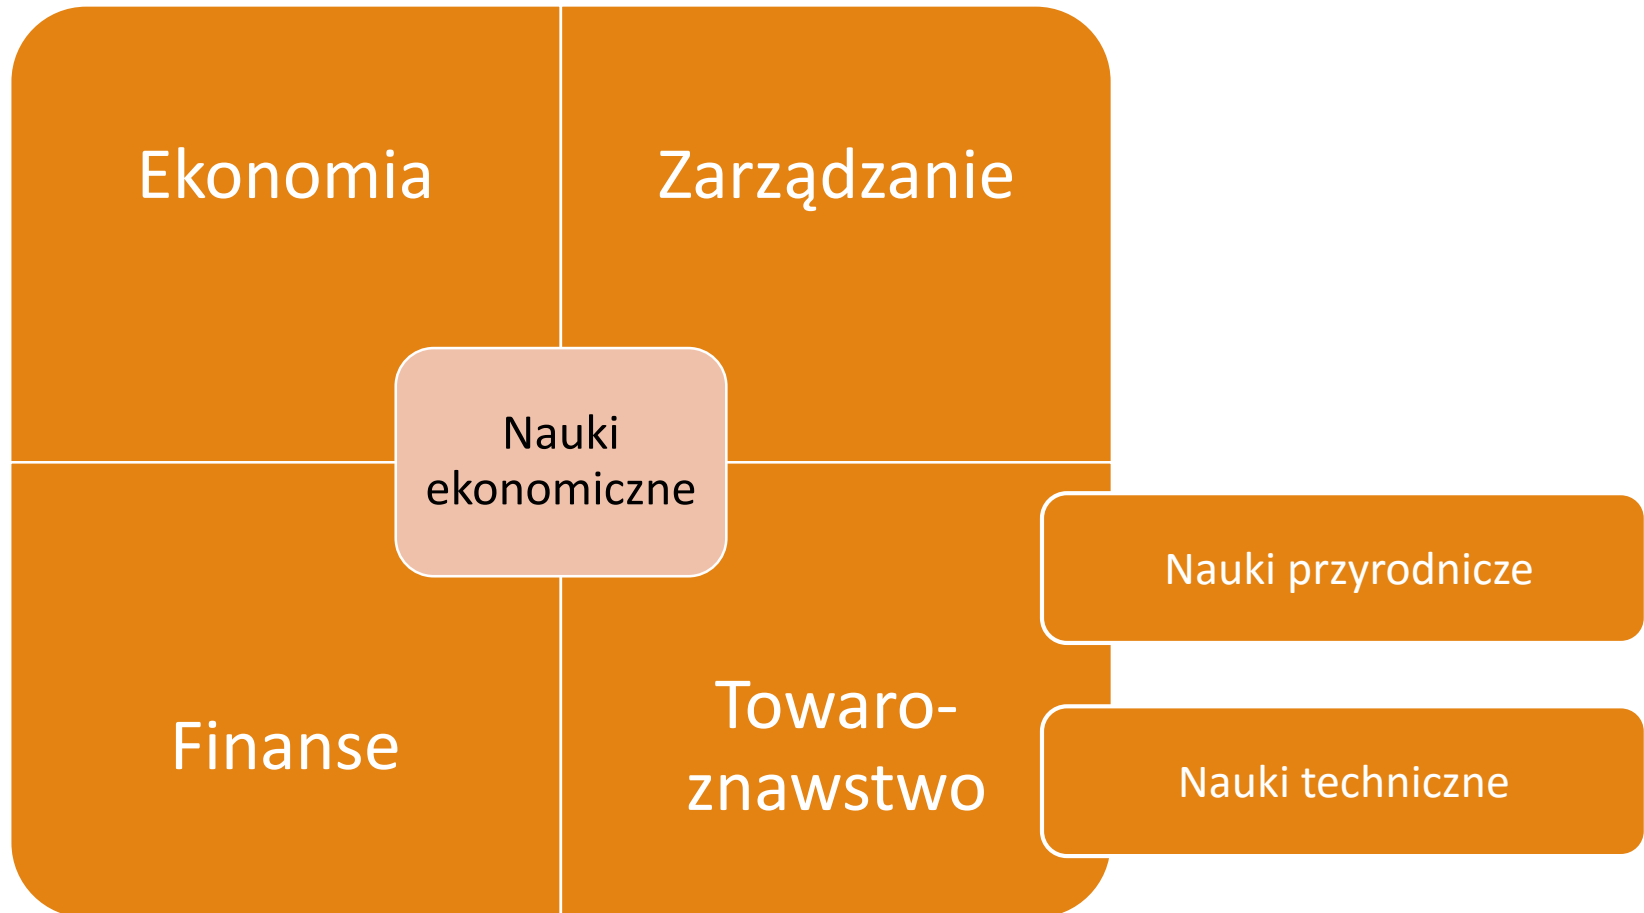 Ekonomia
Zarządzanie
Nauki
ekonomiczne
Finanse
Towaro-
znawstwo
Nauki przyrodnicze
Nauki techniczne